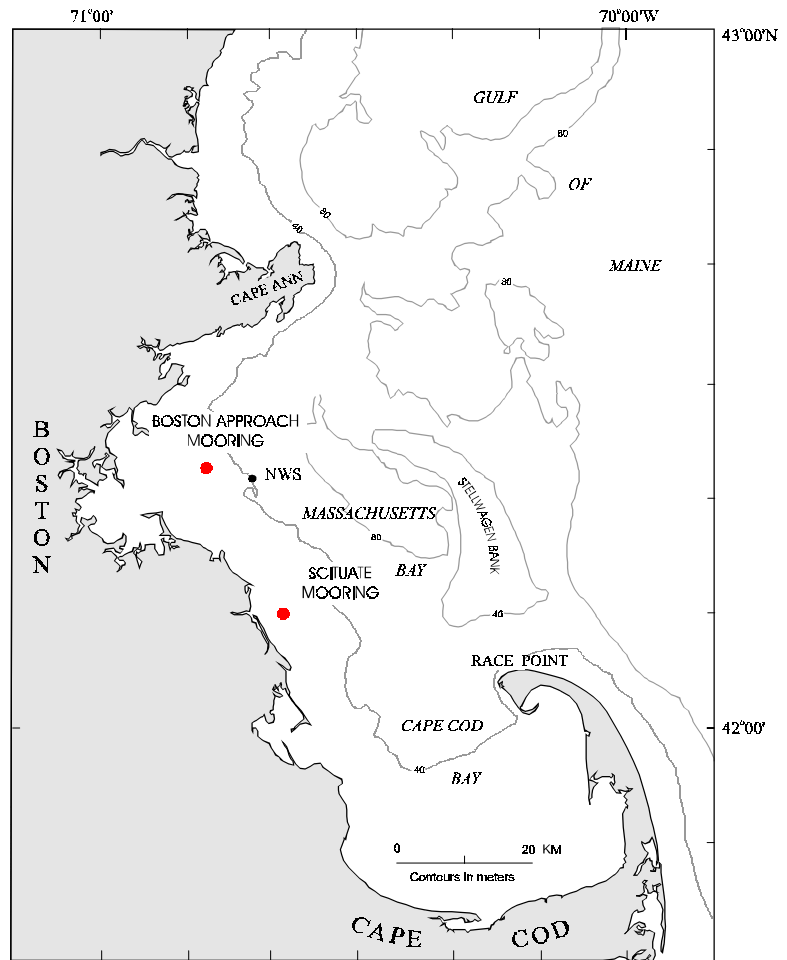 71°00'
70°00'W
43°00'N
GULF
80
OF
80
40
MAINE
80
CAPE ANN
BOSTON APPROACH
MOORING
BOSTON
NWS
STELLWAGEN BANK
MASSACHUSETTS
80
BAY
SCITUATE
MOORING
40
RACE POINT
CAPE COD
42°00'
40
BAY
0 20 KM
Contours in meters
CAPE COD